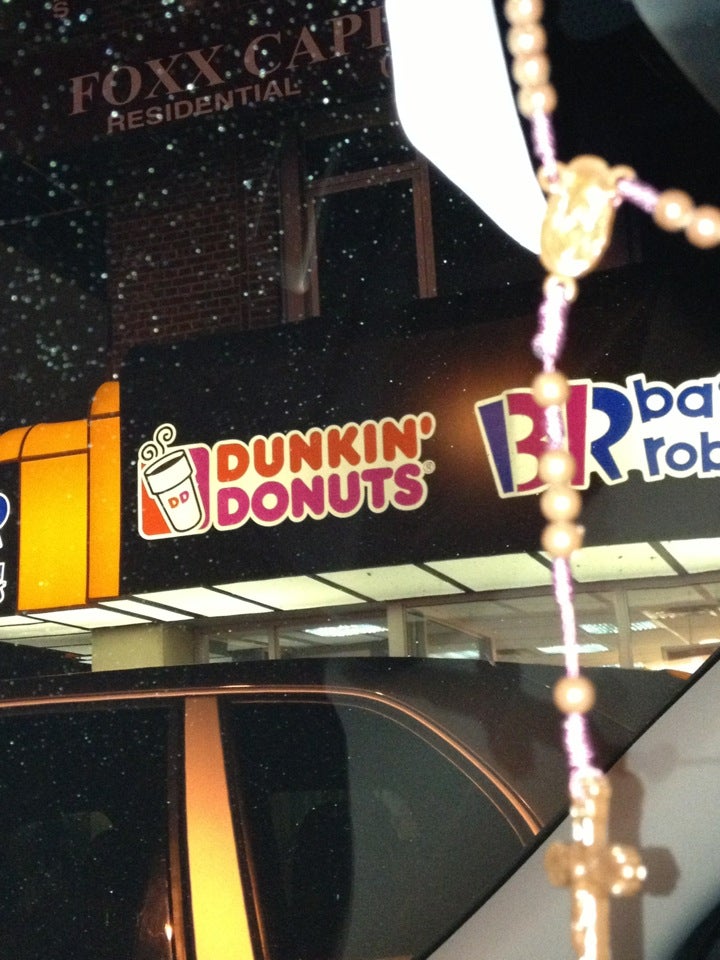 FOXX CAPI
RESIDENTIAL
DD
DUNKIN'
DONUTS®
BR
ba
rob